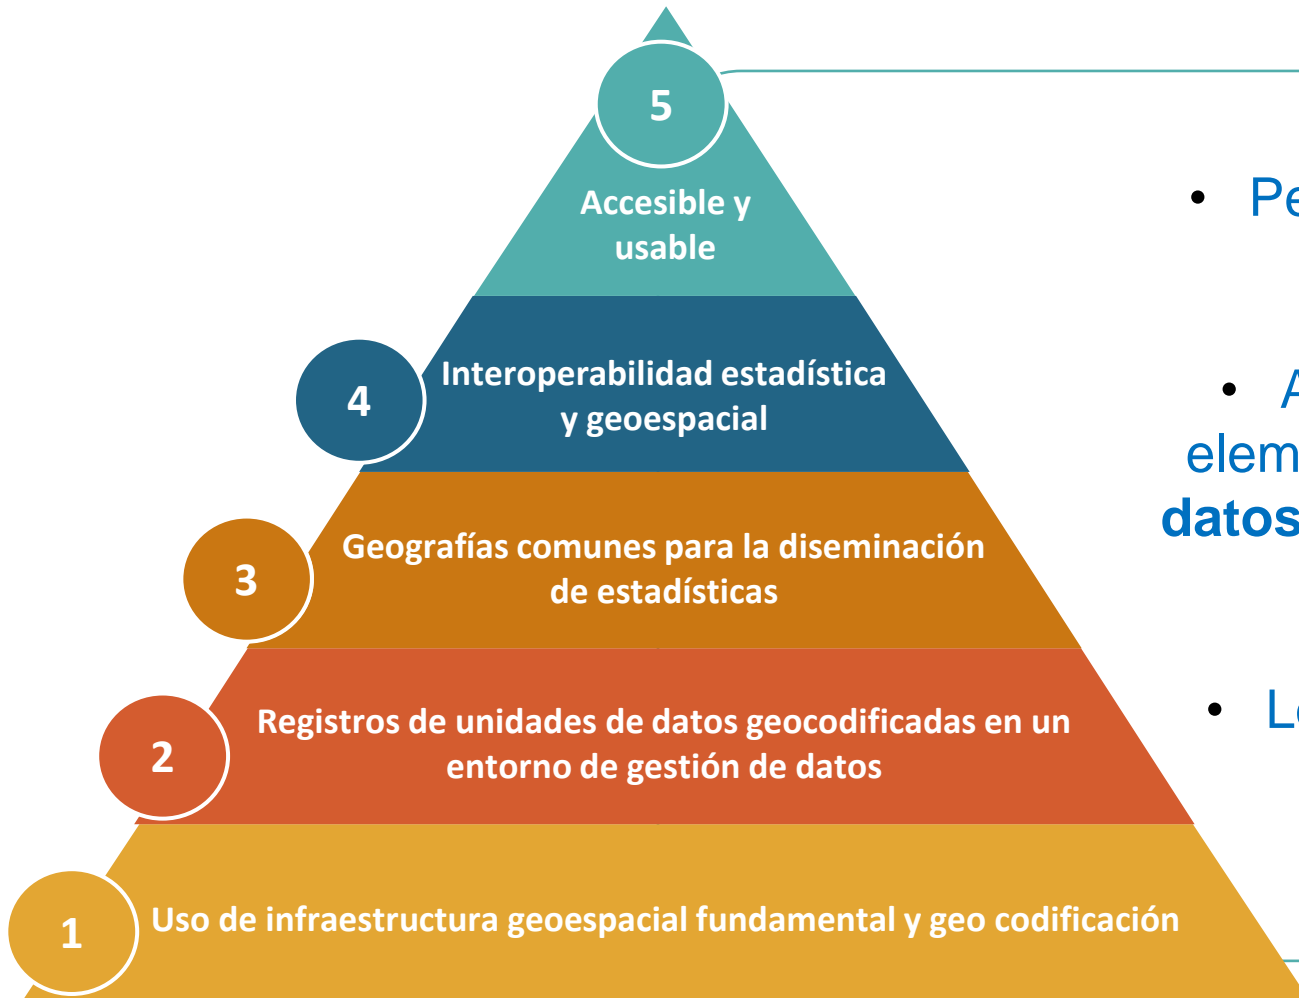 5
Accesible y
usable
4
Interoperabilidad estadística
y geoespacial
3
Geografías comunes para la diseminación
de estadísticas
2
Registros de unidades de datos geocodificadas en un
entorno de gestión de datos
1
Uso de infraestructura geoespacial fundamental y geo codificación
•
•
datos
•